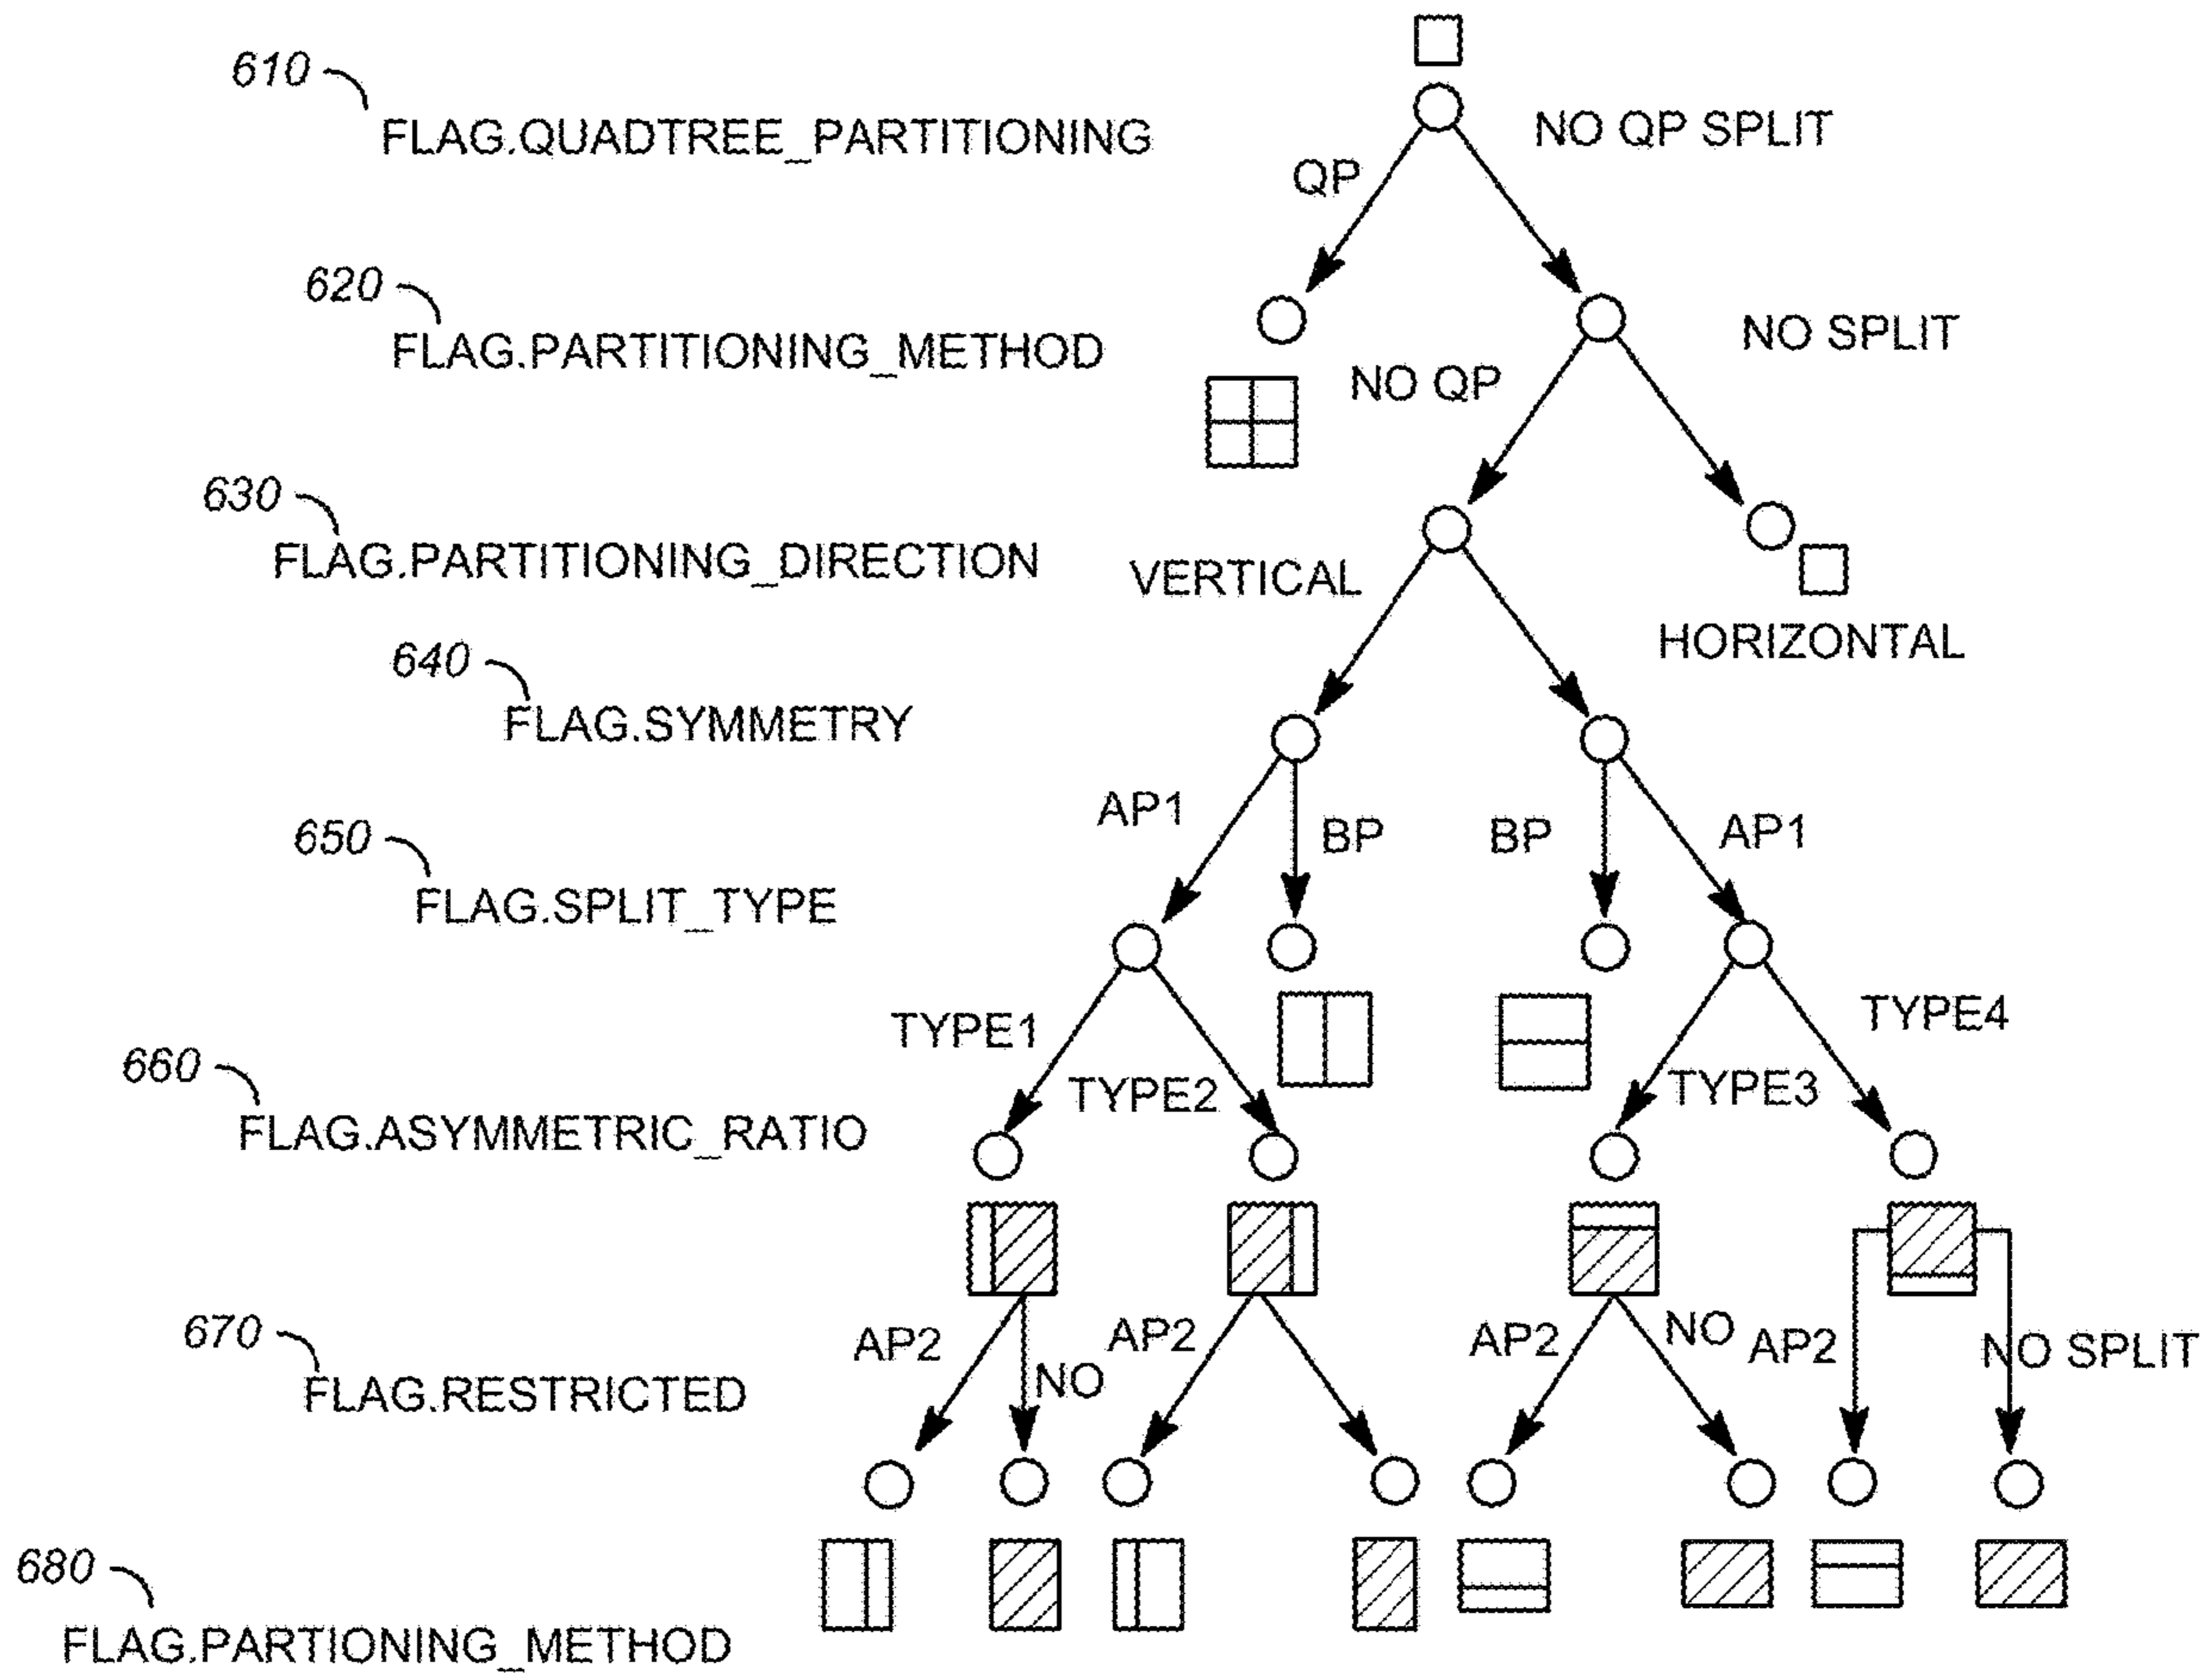 610
FLAG.QUADTREE_PARTITIONING
NO QP SPLIT
QP
620
FLAG.PARTITIONING_METHOD
NO SPLIT
NO QP
630
FLAG.PARTITIONING_DIRECTION
VERTICAL
HORIZONTAL
640
FLAG.SYMMETRY
AP1
BP
BP
AP1
650
FLAG.SPLIT_TYPE
TYPE1
TYPE2
TYPE3
TYPE4
660
FLAG.ASYMMETRIC_RATIO
670
FLAG.RESTRICTED
AP2
NO
AP2
AP2
NO
AP2
NO SPLIT
680
FLAG.PARTIONING_METHOD